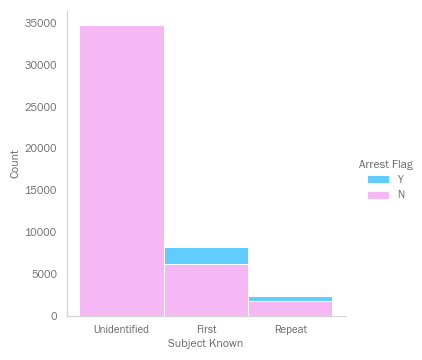 35000
30000
25000
20000
15000
10000
5000
0
Count
Unidentified First Repeat
Subject Known
Arrest Flag
Y
N